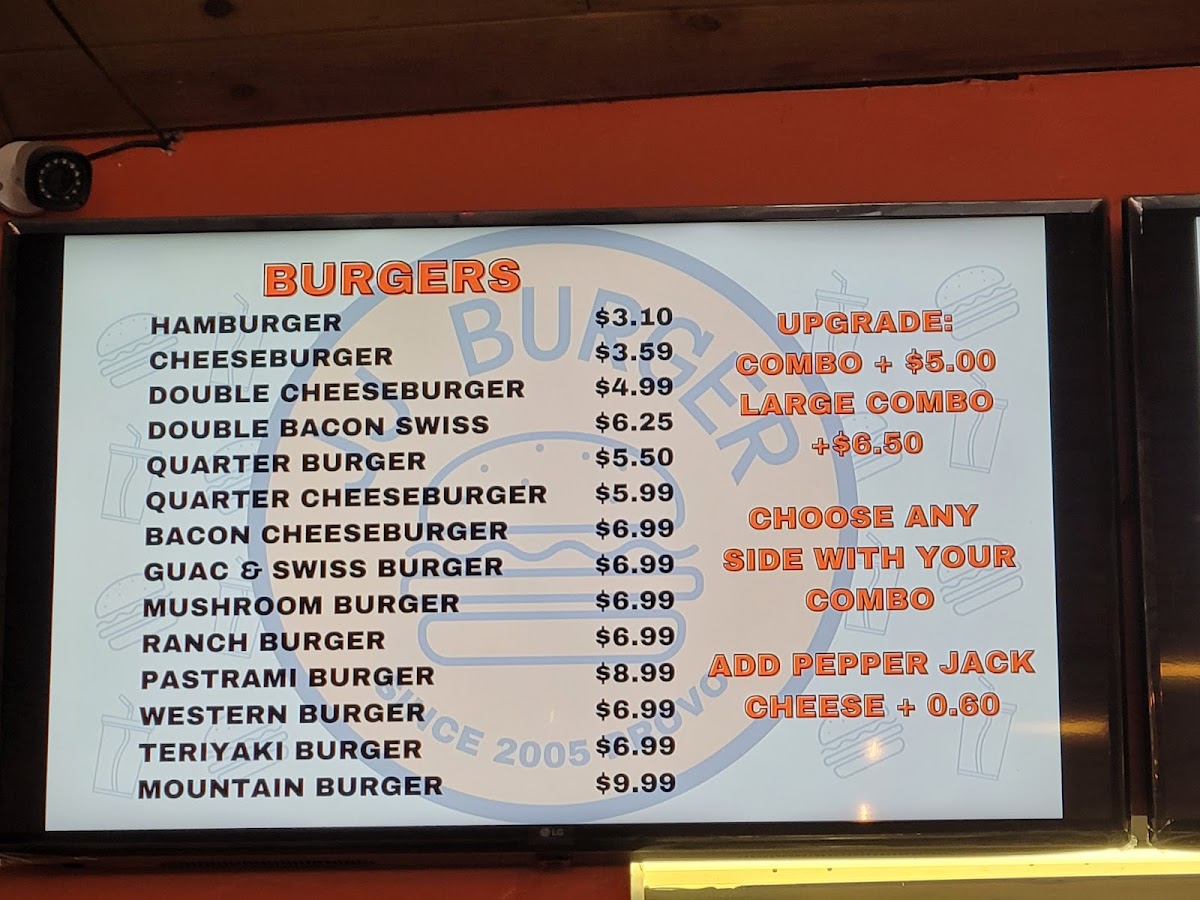 BURGERS
HAMBURGER $3.10
CHEESEBURGER $3.59
DOUBLE CHEESEBURGER $4.99
DOUBLE BACON SWISS $6.25
QUARTER BURGER $5.50
QUARTER CHEESEBURGER $5.99
BACON CHEESEBURGER $6.99
GUAC & SWISS BURGER $6.99
MUSHROOM BURGER $6.99
RANCH BURGER $6.99
PASTRAMI BURGER $8.99
WESTERN BURGER $6.99
TERIYAKI BURGER $6.99
MOUNTAIN BURGER $9.99
UPGRADE:
COMBO + $5.00
LARGE COMBO
+$6.50
CHOOSE ANY
SIDE WITH YOUR
COMBO
ADD PEPPER JACK
CHEESE + 0.60
BURGER
SINCE 2005 PROVO
LG